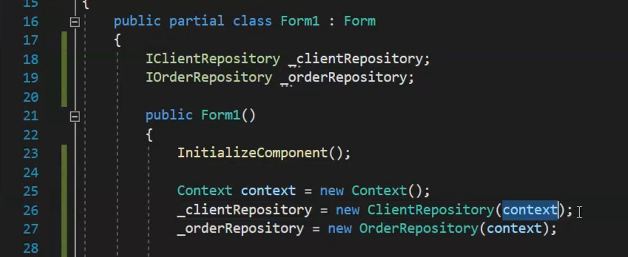 15 {
16 public partial class Form1 : Form
17 {
18 IClientRepository _clientRepository;
19 IOrderRepository _orderRepository;
20
21 public Form1()
22 {
23 InitializeComponent();
24
25 Context context = new Context();
26 _clientRepository = new ClientRepository(context);
27 _orderRepository = new OrderRepository(context);
28